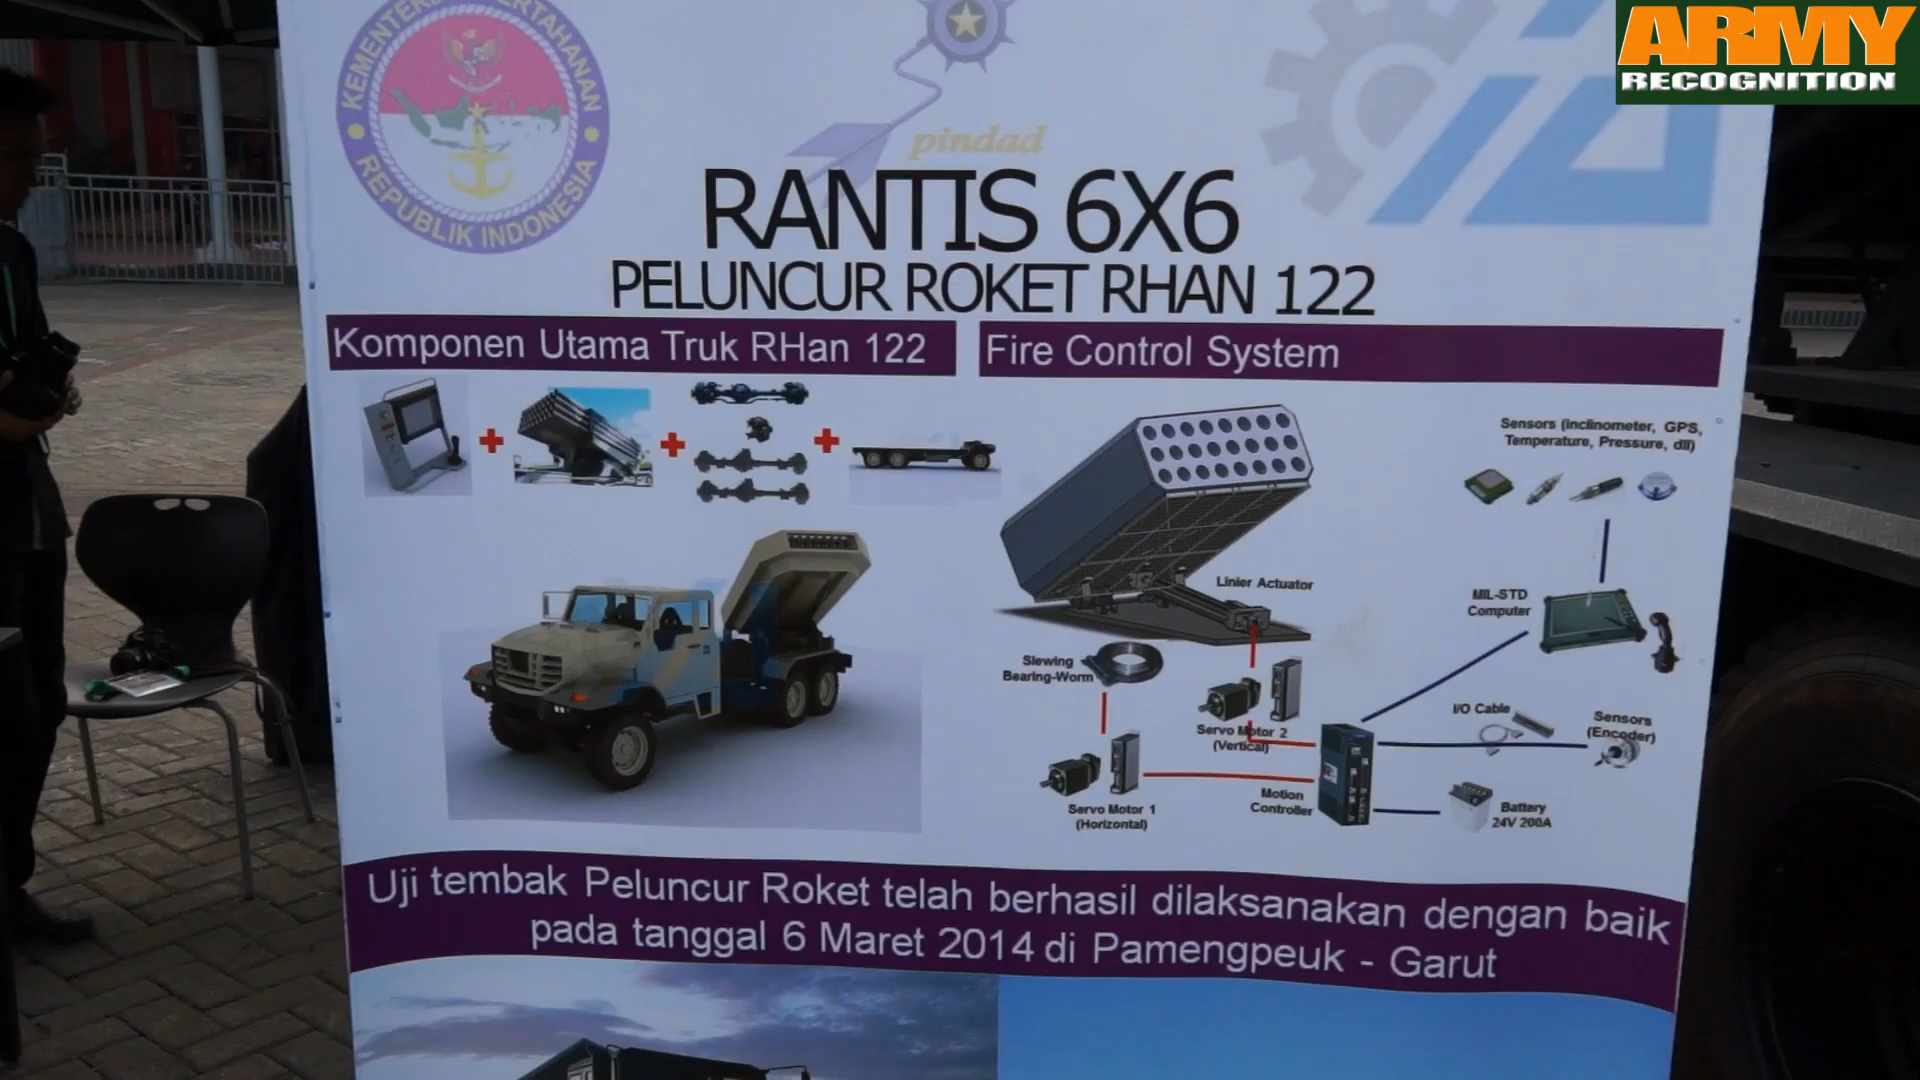 ARMY
RECOGNITION
KEMENTERIAN PERTAHANAN
REPUBLIK INDONESIA
pindad
RANTIS 6X6
PELUNCUR ROKET RHAN 122
Komponen Utama Truk RHan 122
Fire Control System
Sensors (inclinometer, GPS,
Temperature, Pressure, dll)
Linier Actuator
MIL-STD
Computer
Slewing
Bearing-Worm
Servo Motor 2
(Vertical)
I/O Cable
Sensors
(Encoder)
Servo Motor 1
(Horizontal)
Motion
Controller
Battery
24V 200A
Uji tembak Peluncur Roket telah berhasil dilaksanakan dengan baik
pada tanggal 6 Maret 2014 di Pamengpeuk - Garut